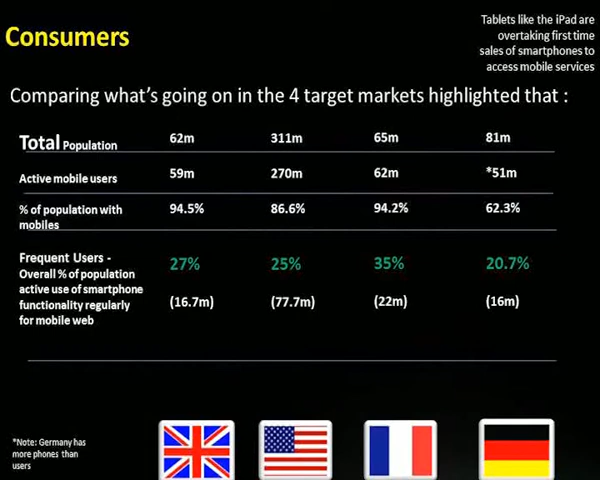 Consumers
Tablets like the iPad are
overtaking first time
sales of smartphones to
access mobile services
Comparing what's going on in the 4 target markets highlighted that :
Total Population 62m 311m 65m 81m
Active mobile users 59m 270m 62m *51m
% of population with
mobiles 94.5% 86.6% 94.2% 62.3%
Frequent Users -
Overall % of population
active use of smartphone
functionality regularly
for mobile web
27% 25% 35% 20.7%
(16.7m) (77.7m) (22m) (16m)
*Note: Germany has
more phones than
users